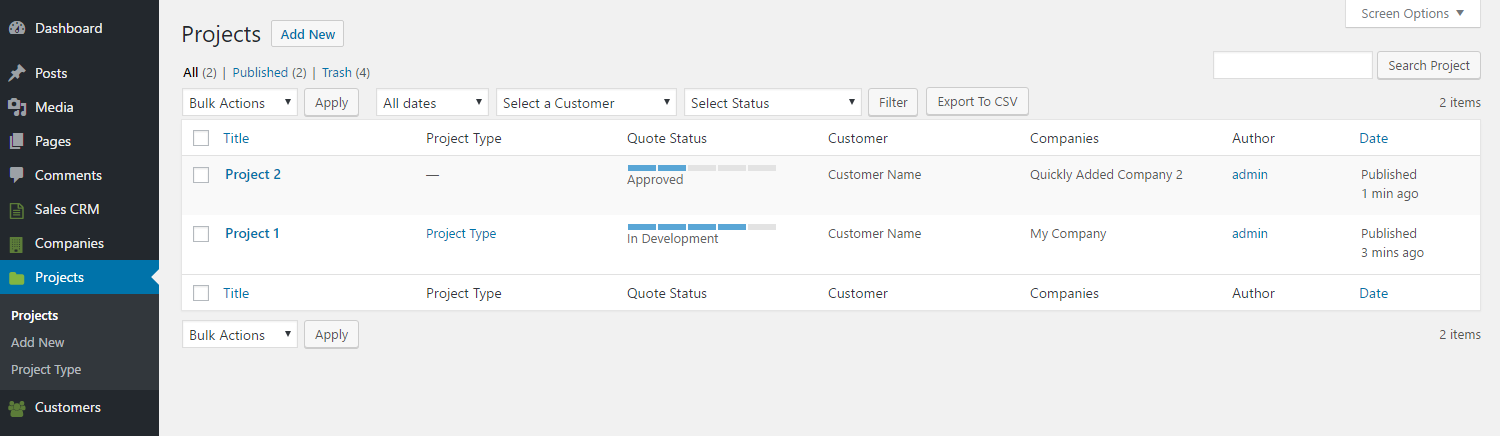 Dashboard
Posts
Media
Pages
Comments
Sales CRM
Companies
Projects
Projects
Add New
Project Type
Customers
Screen Options
Projects Add New
All (2) | Published (2) | Trash (4)
Search Project
Bulk Actions Apply All dates Select a Customer Select Status Filter Export To CSV 2 items
Title Project Type Quote Status Customer Companies Author Date
Project 2 — Approved Customer Name Quickly Added Company 2 admin Published
1 min ago
Project 1 Project Type In Development Customer Name My Company admin Published
3 mins ago
Title Project Type Quote Status Customer Companies Author Date
Bulk Actions Apply 2 items